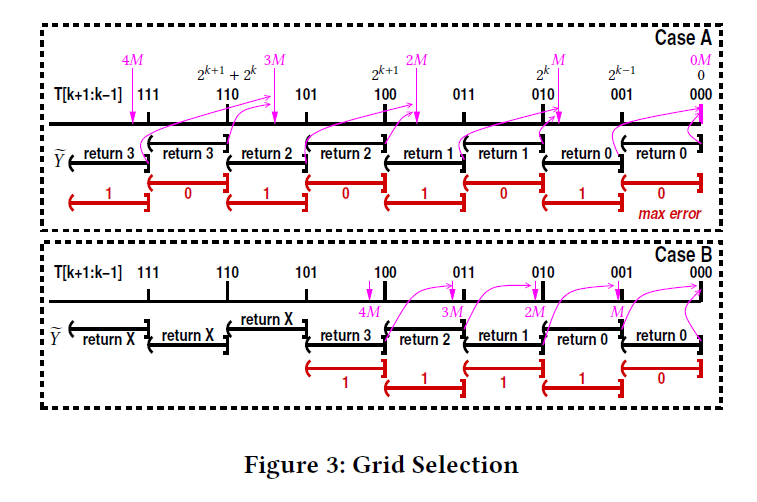 Case A
4M 3M 2M M 0M
2^{k+1} + 2^k 2^{k+1} 2^k 2^{k−1} 0
T[k+1:k−1] 111 110 101 100 011 010 001 000
Ỹ return 3 return 3 return 2 return 2 return 1 return 1 return 0 return 0
1 0 1 0 1 0 1 0
max error
Case B
T[k+1:k−1] 111 110 101 100 011 010 001 000
4M 3M 2M M
Ỹ return X return X return X return 3 return 2 return 1 return 0 return 0
1 1 1 1 0
Figure 3: Grid Selection